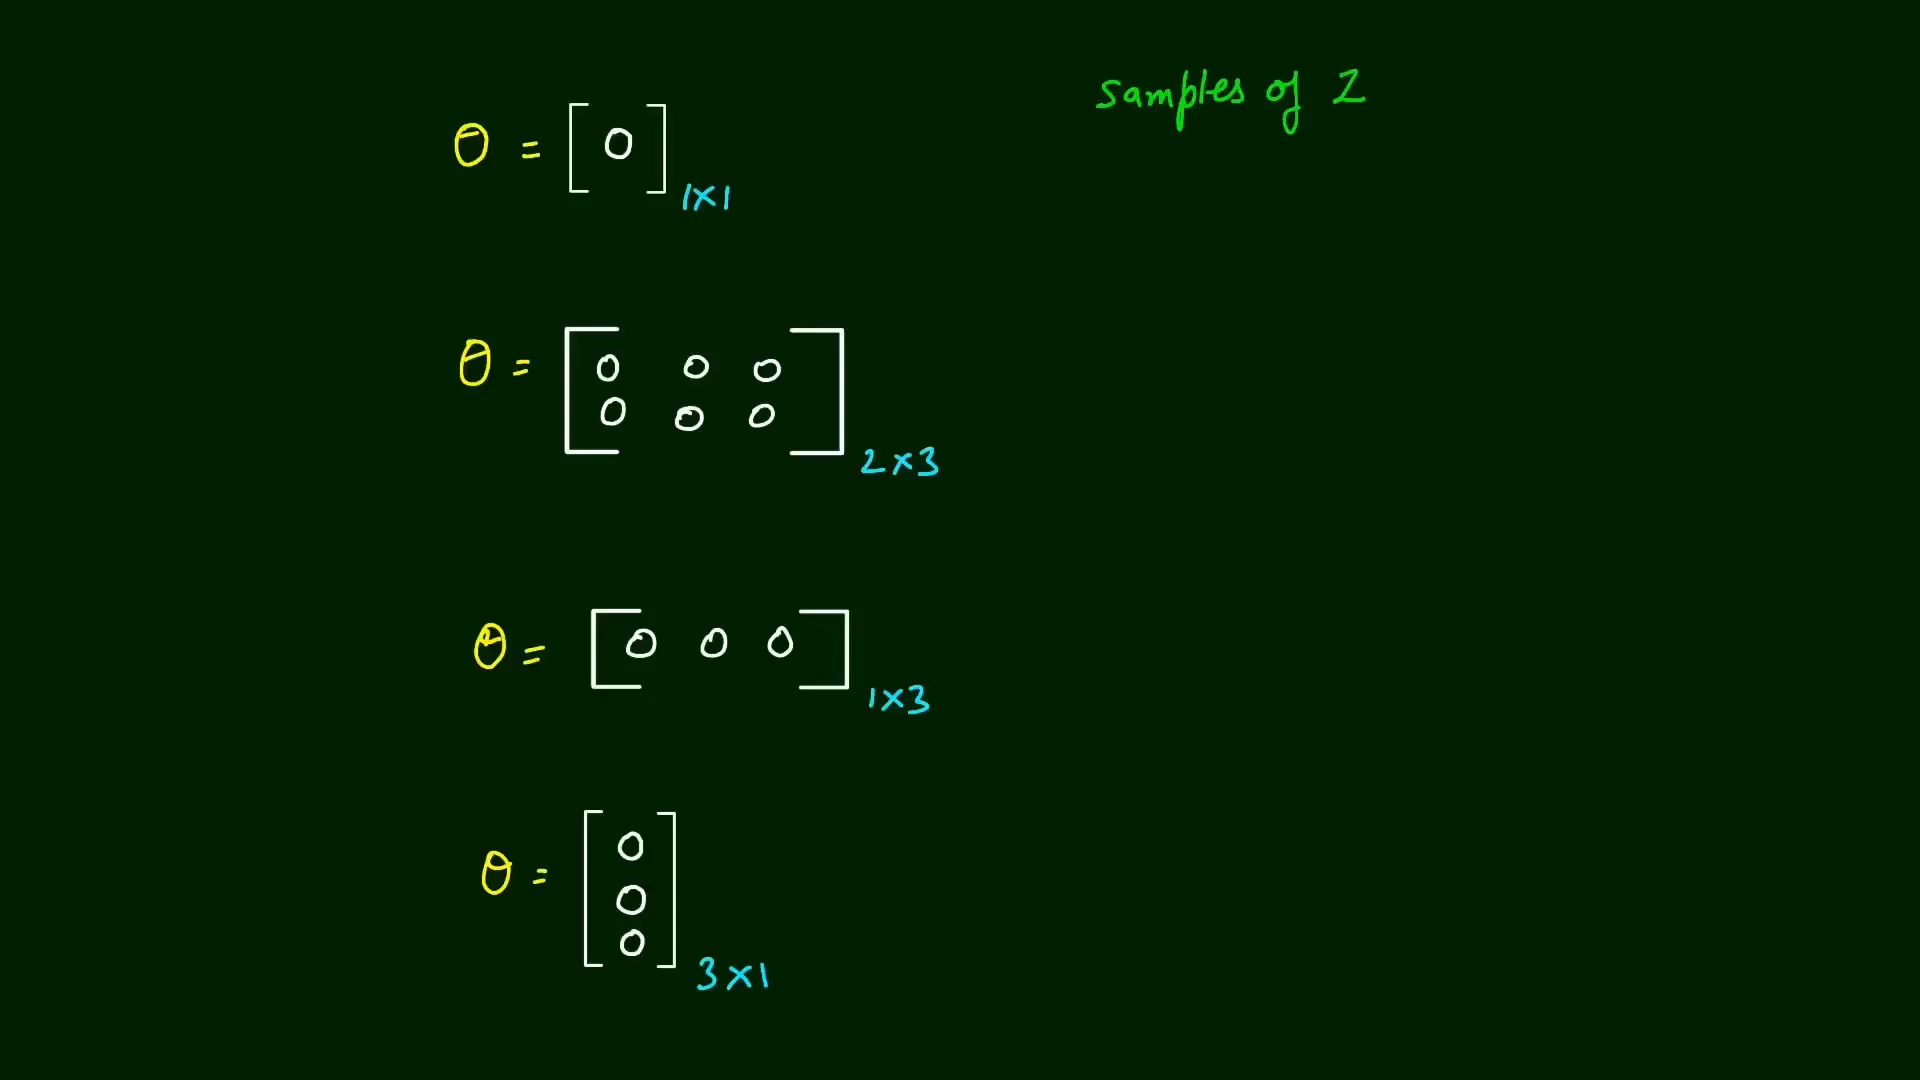 samples of Z
θ = [ 0 ] 1×1
θ = [ 0 0 0
0 0 0 ] 2×3
θ = [ 0 0 0 ] 1×3
θ = [ 0
0
0 ] 3×1